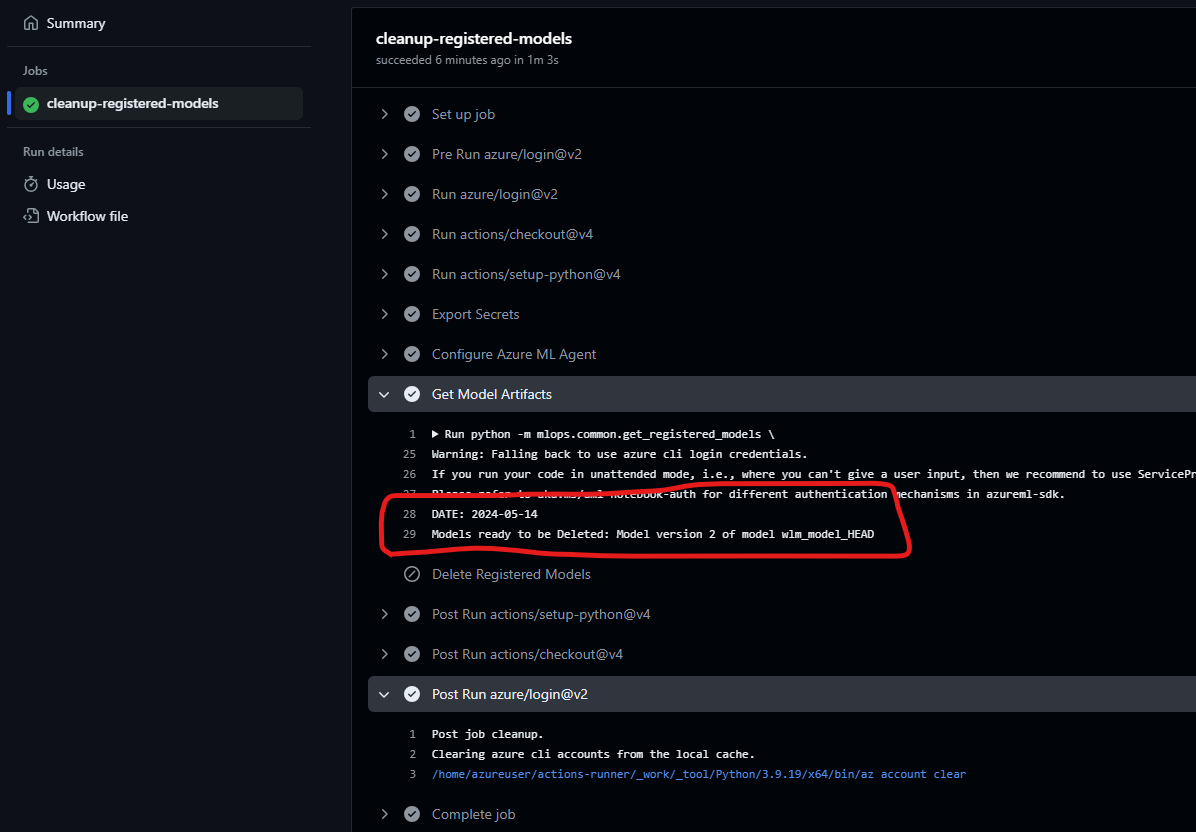 Summary
Jobs
cleanup-registered-models
Run details
Usage
Workflow file
cleanup-registered-models
succeeded 6 minutes ago in 1m 3s
Set up job
Pre Run azure/login@v2
Run azure/login@v2
Run actions/checkout@v4
Run actions/setup-python@v4
Export Secrets
Configure Azure ML Agent
Get Model Artifacts
1 Run python -m mlops.common.get_registered_models \
25 Warning: Falling back to use azure cli login credentials.
26 If you run your code in unattended mode, i.e., where you can't give a user input, then we recommend to use ServicePr
27 Please refer to notebook-auth for different authentication mechanisms in azureml-sdk.
28 DATE: 2024-05-14
29 Models ready to be Deleted: Model version 2 of model wlm_model_HEAD
Delete Registered Models
Post Run actions/setup-python@v4
Post Run actions/checkout@v4
Post Run azure/login@v2
1 Post job cleanup.
2 Clearing azure cli accounts from the local cache.
3 /home/azureuser/actions-runner/_work/_tool/Python/3.9.19/x64/bin/az account clear
Complete job